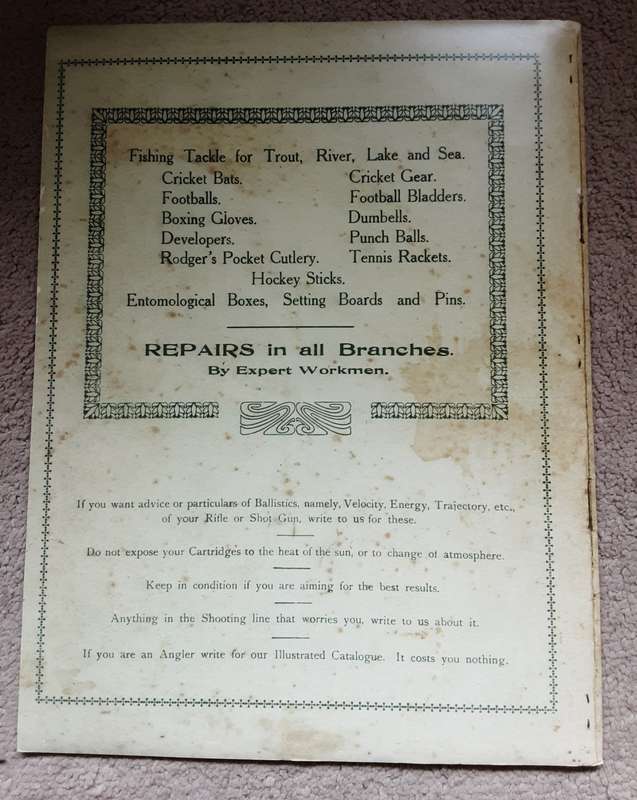 Fishing Tackle for Trout, River, Lake and Sea.
Cricket Bats. Cricket Gear.
Footballs. Football Bladders.
Boxing Gloves. Dumbells.
Developers. Punch Balls.
Rodger's Pocket Cutlery. Tennis Rackets.
Hockey Sticks.
Entomological Boxes, Setting Boards and Pins.
REPAIRS in all Branches.
By Expert Workmen.
If you want advice or particulars of Ballistics, namely, Velocity, Energy, Trajectory, etc.,
of your Rifle or Shot Gun, write to us for these.
Do not expose your Cartridges to the heat of the sun, or to change of atmosphere.
Keep in condition if you are aiming for the best results.
Anything in the Shooting line that worries you, write to us about it.
If you are an Angler write for our Illustrated Catalogue. It costs you nothing.